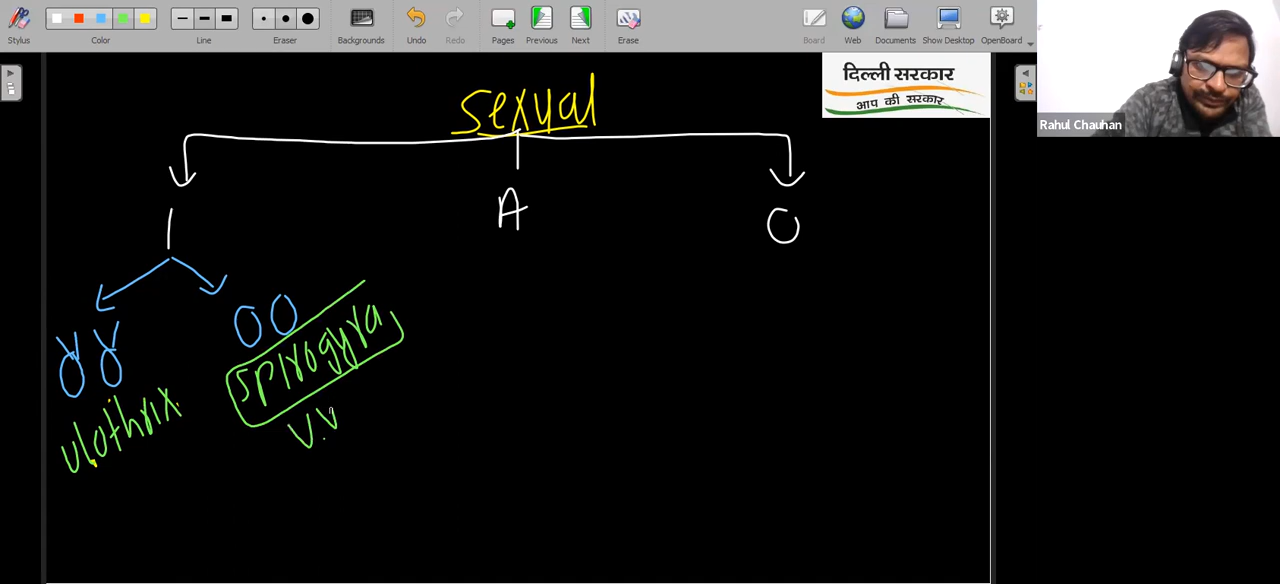 Stylus
Color
Line
Eraser
Backgrounds
Undo
Redo
Pages
Previous
Next
Erase
Board
Web
Documents
Show Desktop
OpenBoard
Rahul Chauhan
दिल्ली सरकार
आप की सरकार
sexual
I
A
O
ulothrix
spirogyra
V.V